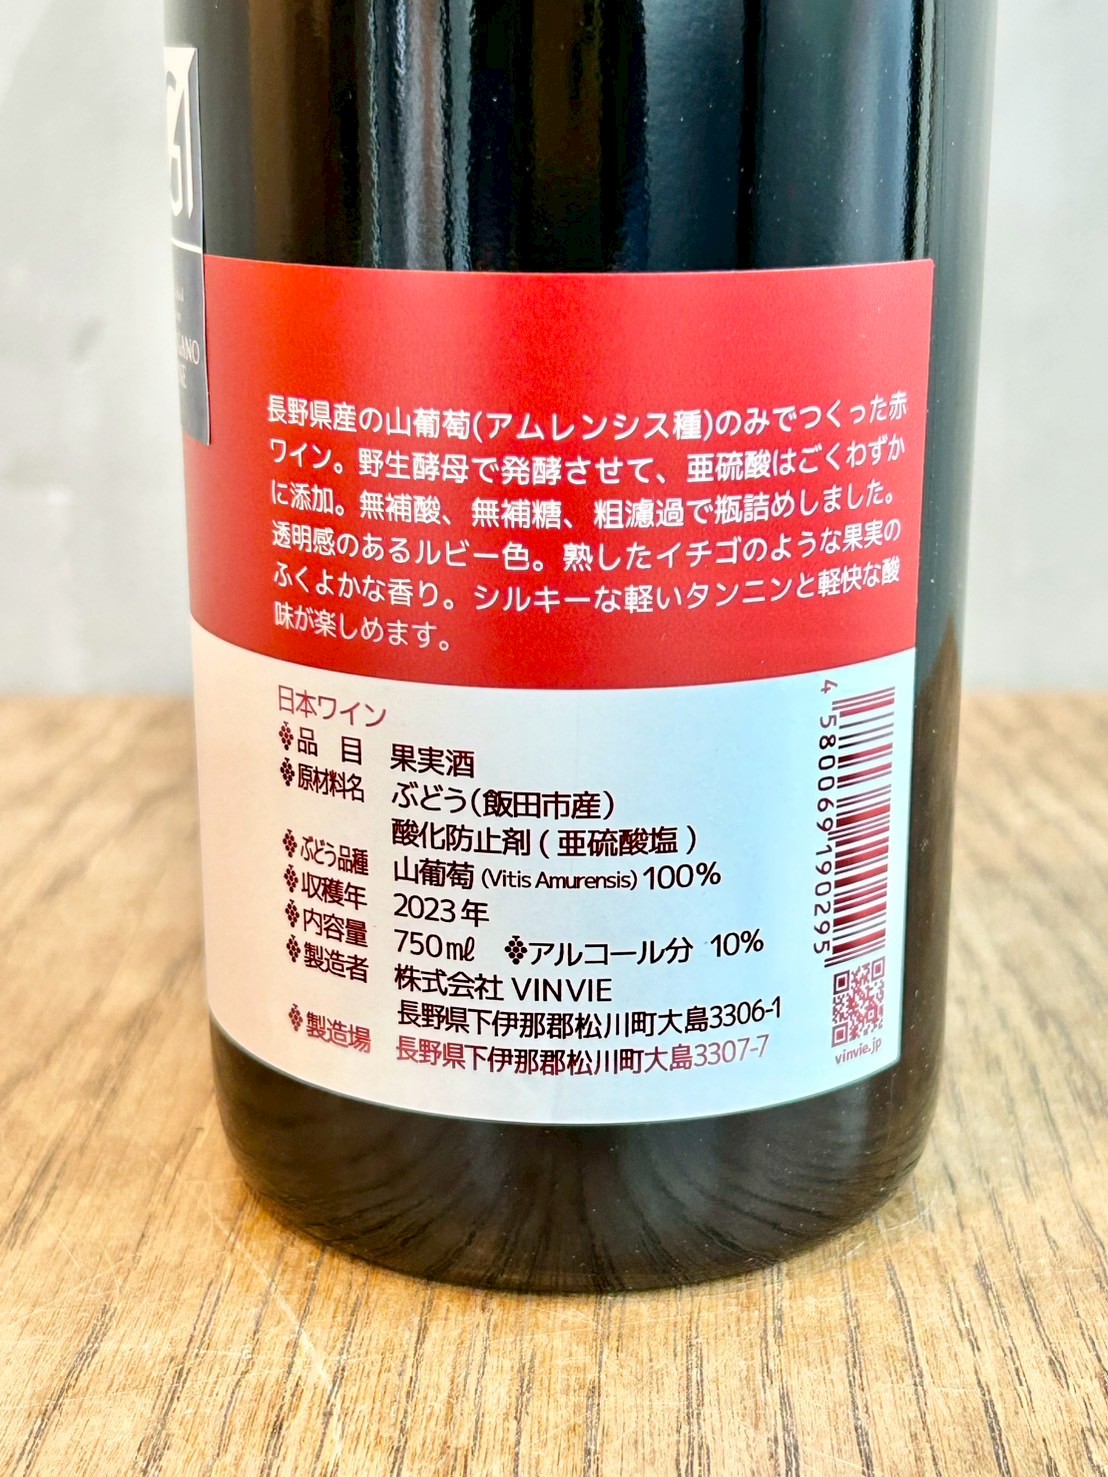 長野県産の山葡萄(アムレンシス種)のみでつくった赤
ワイン。野生酵母で発酵させて、亜硫酸はごくわずか
に添加。無補酸、無補糖、粗濾過で瓶詰めしました。
透明感のあるルビー色。熟したイチゴのような果実の
ふくよかな香り。シルキーな軽いタンニンと軽快な酸
味が楽しめます。
日本ワイン
品 目 果実酒
原材料名 ぶどう(飯田市産)
酸化防止剤(亜硫酸塩)
ぶどう品種 山葡萄(Vitis Amurensis)100%
収穫年 2023年
内容量 750mℓ アルコール分 10%
製造者 株式会社 VINVIE
長野県下伊那郡松川町大島3306-1
製造場 長野県下伊那郡松川町大島3307-7
4580069190295
vinvie.jp